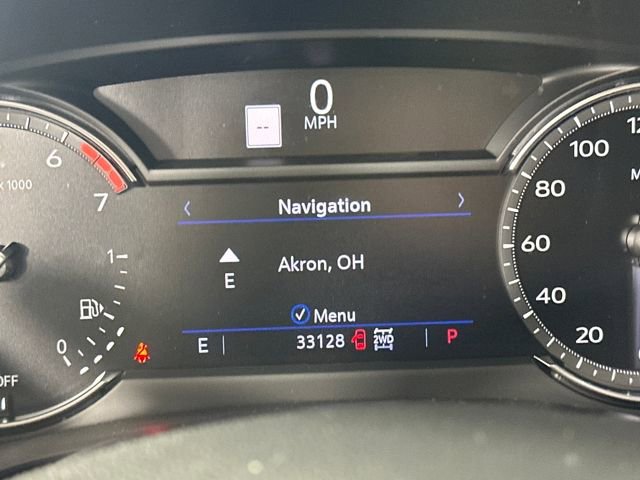 0
MPH
--
x 1000
6
7
1
0
OFF
< Navigation >
E
Akron, OH
Menu
E 33128 2WD P
100
80
60
40
20